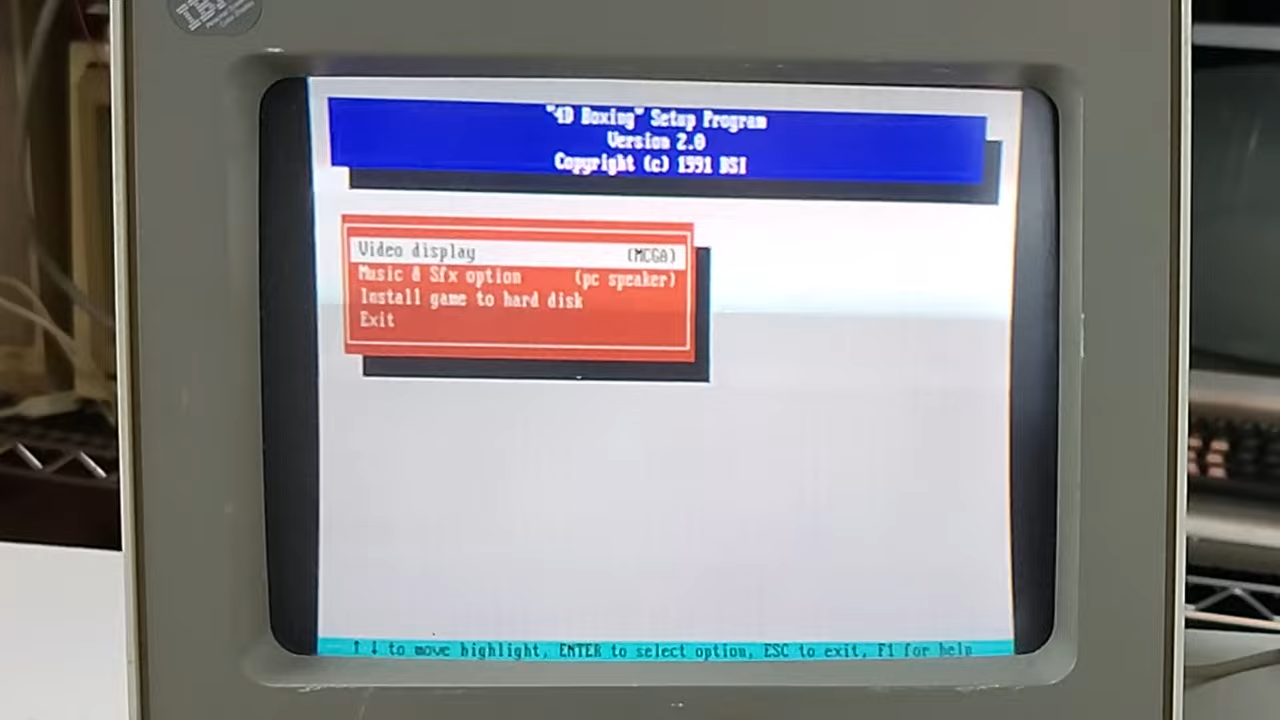 IBM
"4D Boxing" Setup Program
Version 2.0
Copyright (c) 1991 DSI
Video display (MCGA)
Music & Sfx option (pc speaker)
Install game to hard disk
Exit
↑ ↓ to move highlight, ENTER to select option, ESC to exit, F1 for help